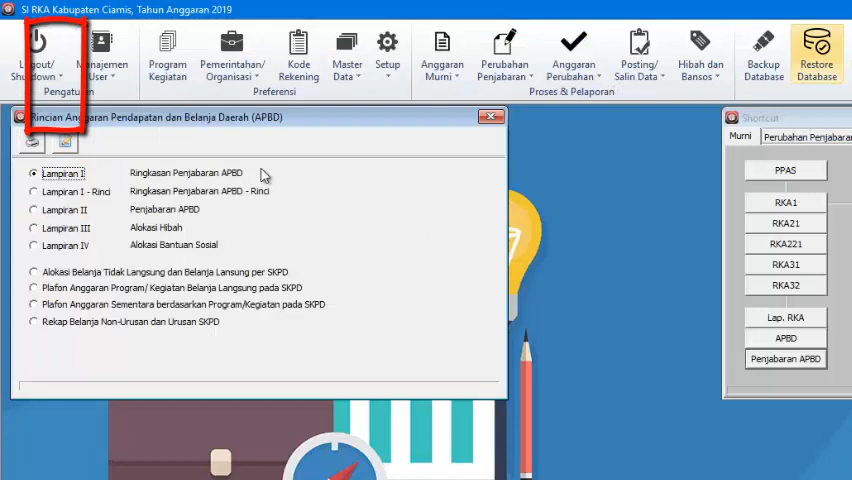 SI RKA Kabupaten Ciamis, Tahun Anggaran 2019
Logout/
Shutdown
Manajemen
User
Program
Kegiatan
Pemerintahan/
Organisasi
Kode
Rekening
Master
Data
Setup
Anggaran
Murni
Perubahan
Penjabaran
Anggaran
Perubahan
Posting/
Salin Data
Hibah dan
Bansos
Backup
Database
Restore
Database
Pengaturan
Preferensi
Proses & Pelaporan
Rincian Anggaran Pendapatan dan Belanja Daerah (APBD)
Lampiran I Ringkasan Penjabaran APBD
Lampiran I - Rinci Ringkasan Penjabaran APBD - Rinci
Lampiran II Penjabaran APBD
Lampiran III Alokasi Hibah
Lampiran IV Alokasi Bantuan Sosial
Alokasi Belanja Tidak Langsung dan Belanja Lansung per SKPD
Plafon Anggaran Program/ Kegiatan Belanja Langsung pada SKPD
Plafon Anggaran Sementara berdasarkan Program/Kegiatan pada SKPD
Rekap Belanja Non-Urusan dan Urusan SKPD
Shortcut
Murni Perubahan Penjabaran
PPAS
RKA1
RKA21
RKA221
RKA31
RKA32
Lap. RKA
APBD
Penjabaran APBD